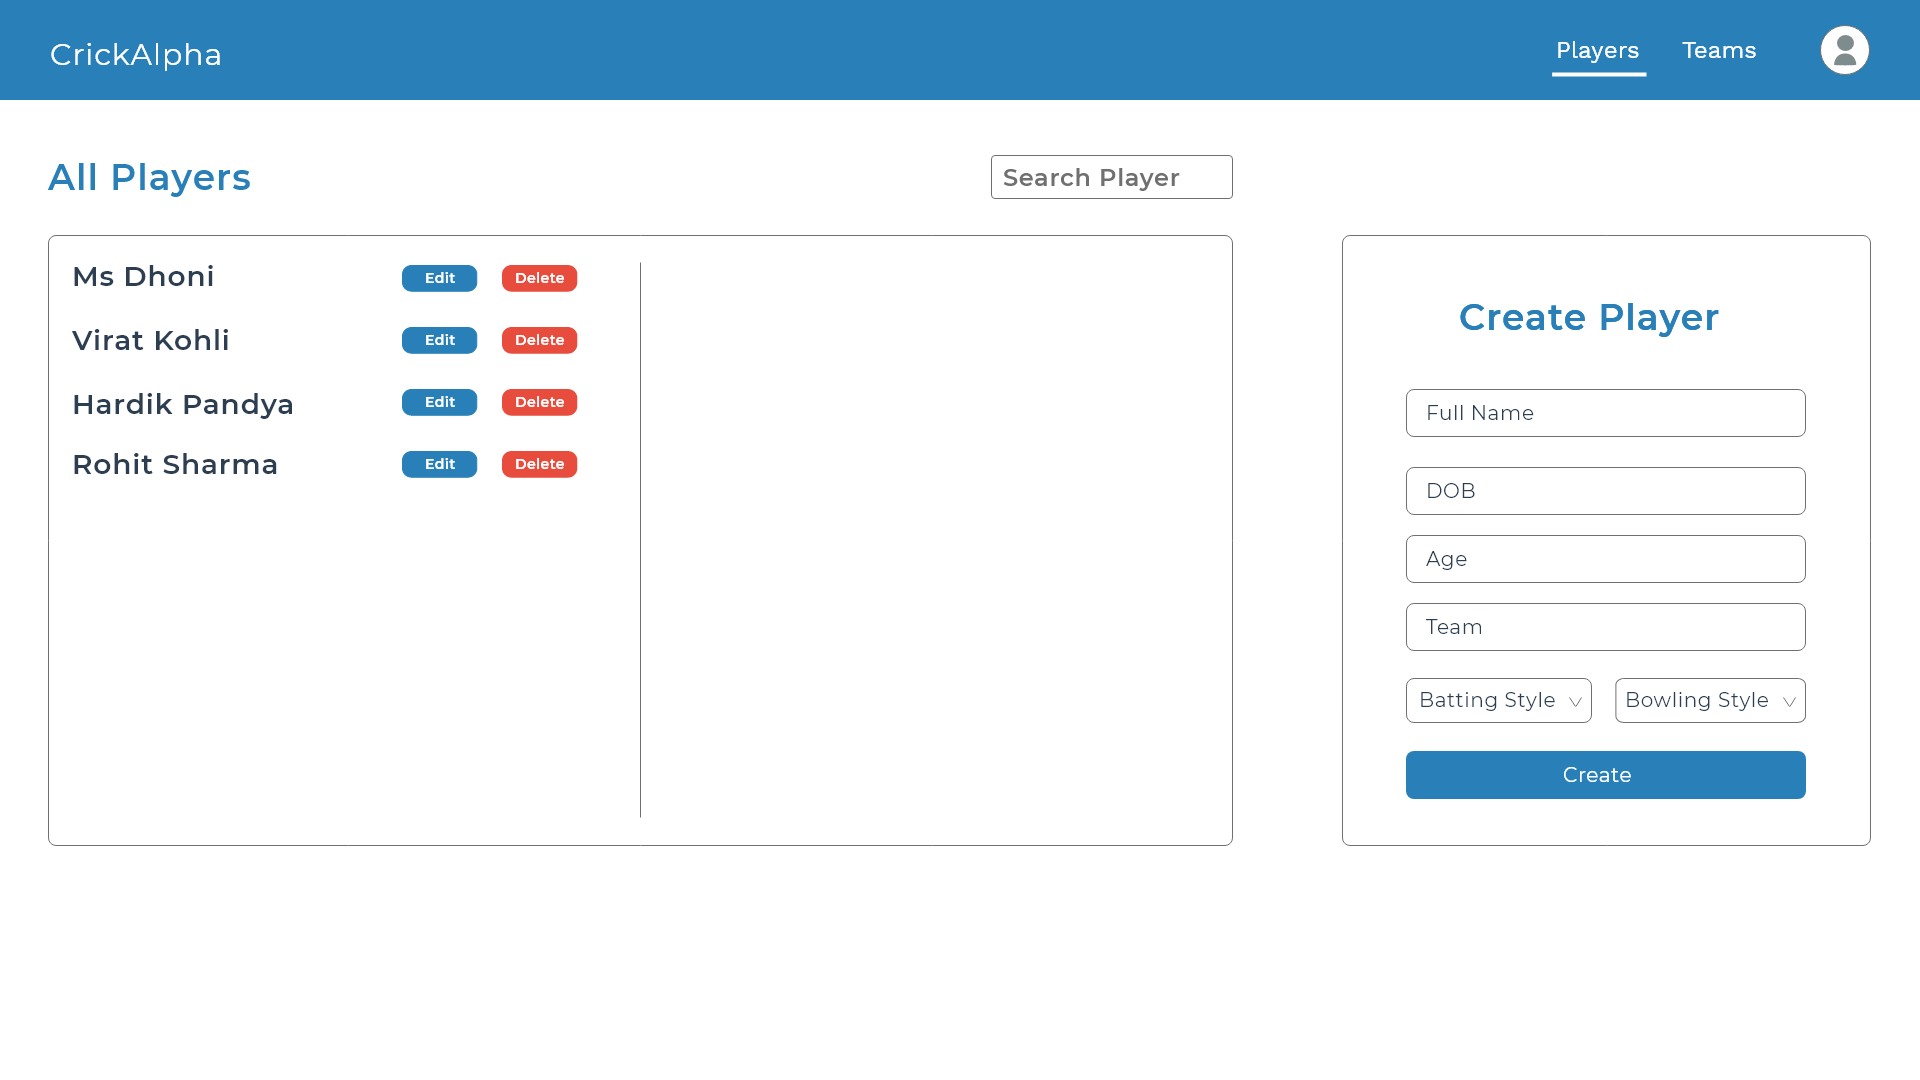 CrickAlpha
Players
Teams
All Players
Search Player
Ms Dhoni
Edit
Delete
Virat Kohli
Edit
Delete
Hardik Pandya
Edit
Delete
Rohit Sharma
Edit
Delete
Create Player
Full Name
DOB
Age
Team
Batting Style
Bowling Style
Create